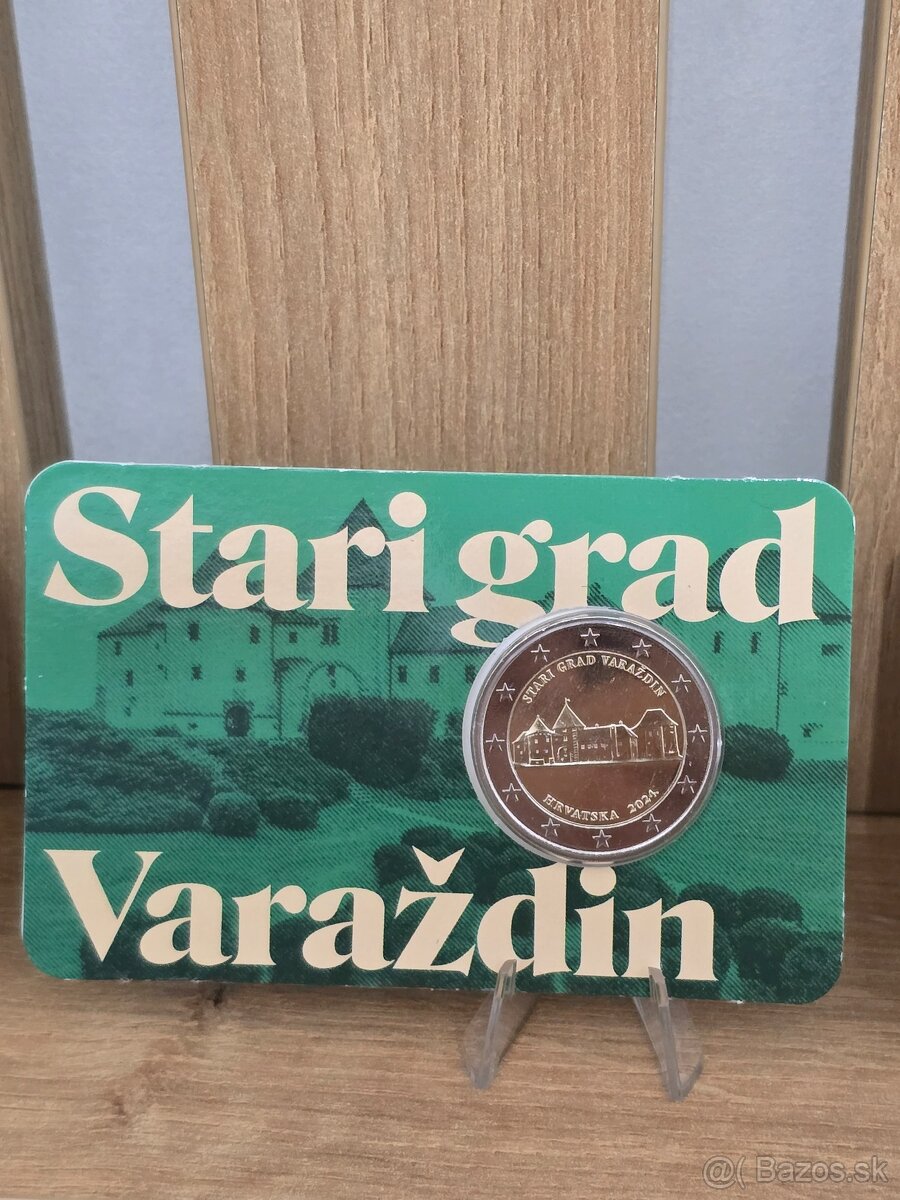 Stari grad
STARI GRAD VARAŽDIN
HRVATSKA 2024.
Varaždin
@( Bazos.sk